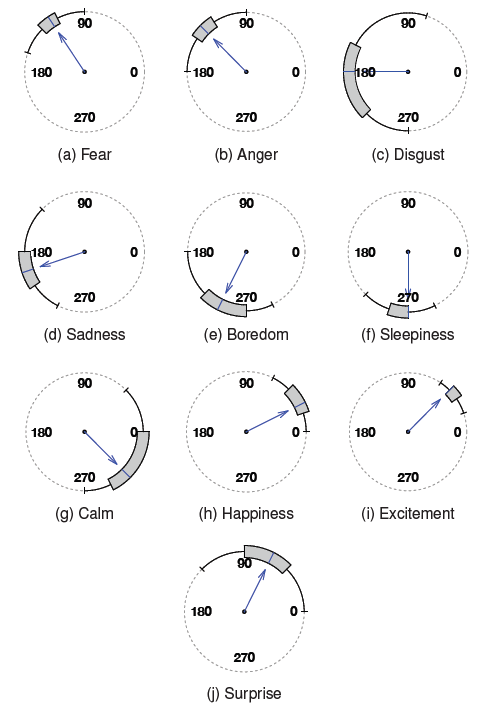 90 90 90
180 0 180 0 180 0
270 270 270
(a) Fear (b) Anger (c) Disgust
90 90 90
180 0 180 0 180 0
270 270 270
(d) Sadness (e) Boredom (f) Sleepiness
90 90 90
180 0 180 0 180 0
270 270 270
(g) Calm (h) Happiness (i) Excitement
90
180 0
270
(j) Surprise